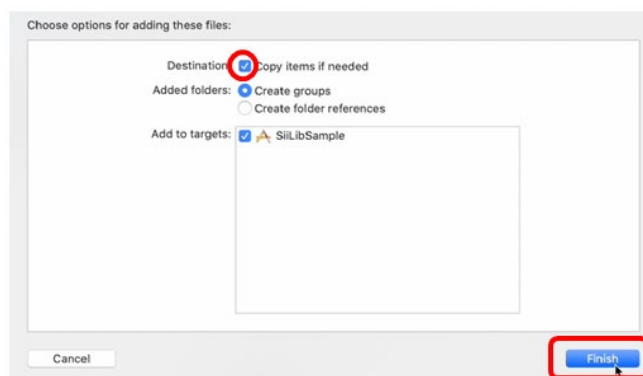 Choose options for adding these files:
Destination: Copy items if needed
Added folders: Create groups
Create folder references
Add to targets: SiiLibSample
Cancel Finish